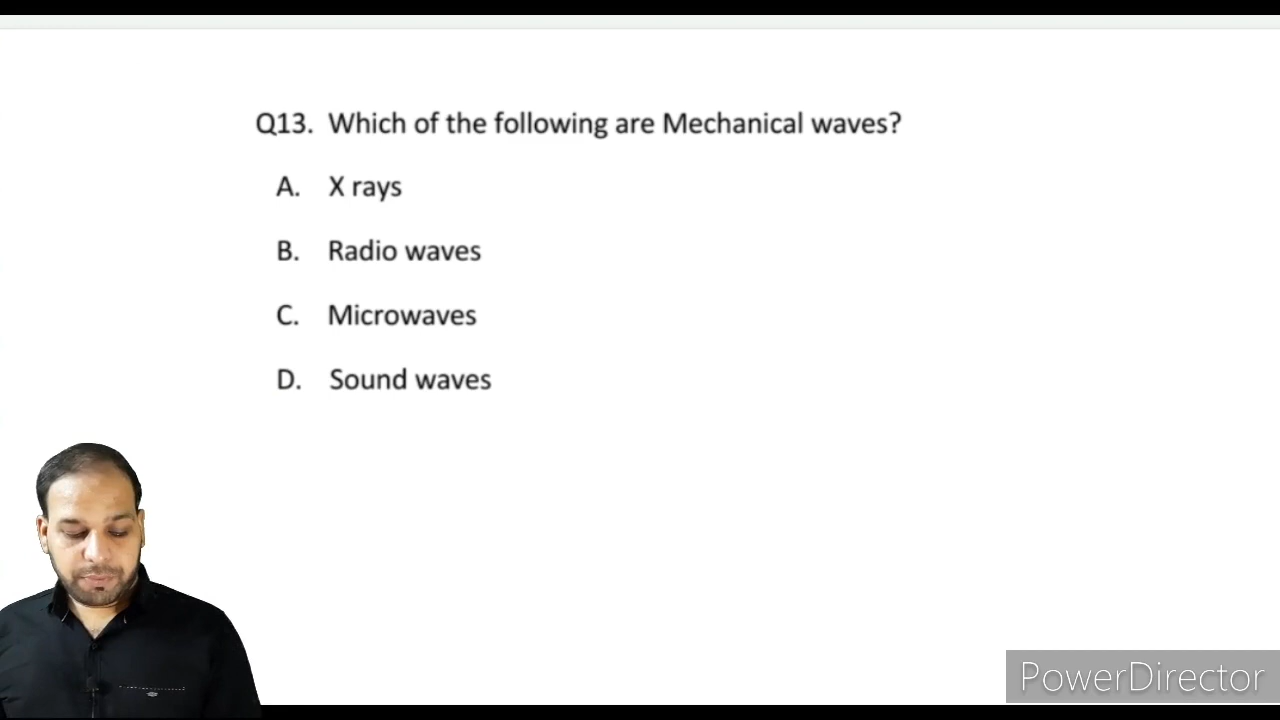 Q13. Which of the following are Mechanical waves?
A. X rays
B. Radio waves
C. Microwaves
D. Sound waves
PowerDirector